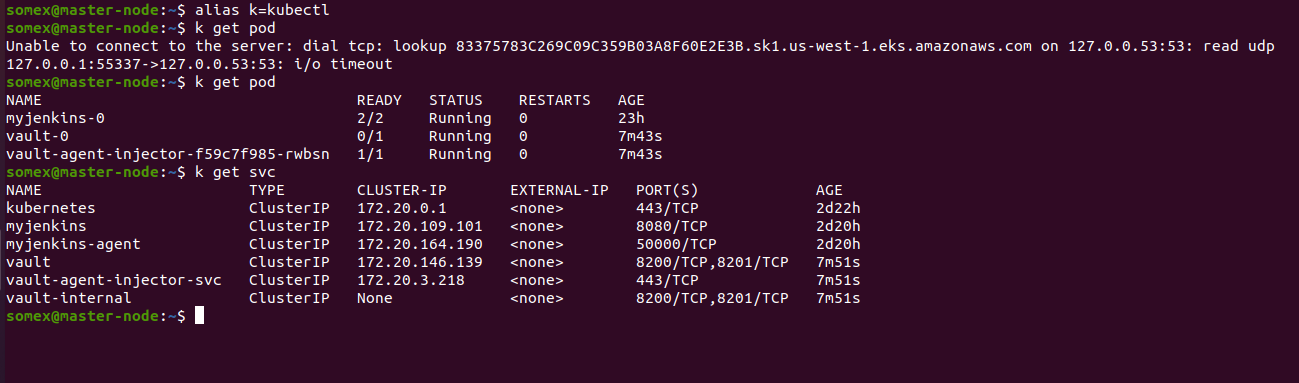 somex@master-node:~$ alias k=kubectl
somex@master-node:~$ k get pod
Unable to connect to the server: dial tcp: lookup 83375783C269C09C359B03A8F60E2E3B.sk1.us-west-1.eks.amazonaws.com on 127.0.0.53:53: read udp
127.0.0.1:55337->127.0.0.53:53: i/o timeout
somex@master-node:~$ k get pod
NAME                                   READY   STATUS    RESTARTS   AGE
myjenkins-0                            2/2     Running   0          23h
vault-0                                0/1     Running   0          7m43s
vault-agent-injector-f59c7f985-rwbsn   1/1     Running   0          7m43s
somex@master-node:~$ k get svc
NAME                       TYPE        CLUSTER-IP       EXTERNAL-IP   PORT(S)             AGE
kubernetes                 ClusterIP   172.20.0.1       <none>        443/TCP             2d22h
myjenkins                  ClusterIP   172.20.109.101   <none>        8080/TCP            2d20h
myjenkins-agent            ClusterIP   172.20.164.190   <none>        50000/TCP           2d20h
vault                      ClusterIP   172.20.146.139   <none>        8200/TCP,8201/TCP   7m51s
vault-agent-injector-svc   ClusterIP   172.20.3.218     <none>        443/TCP             7m51s
vault-internal             ClusterIP   None             <none>        8200/TCP,8201/TCP   7m51s
somex@master-node:~$